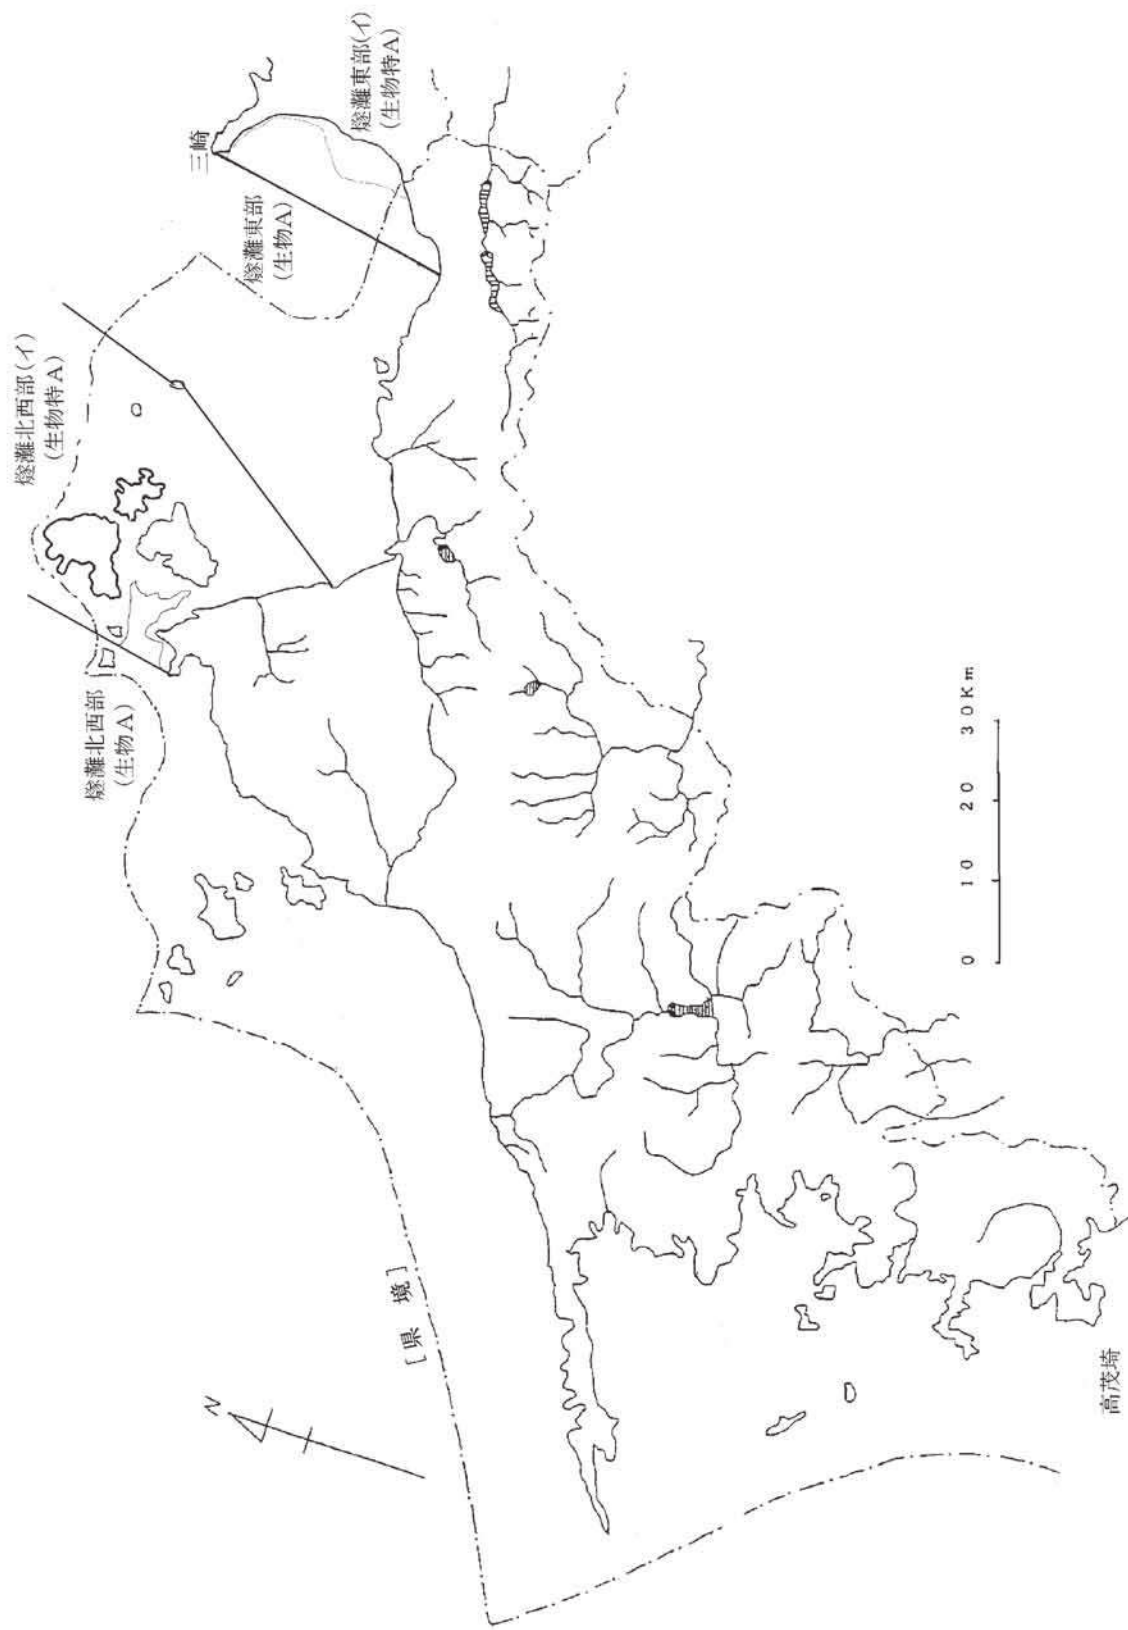 燧灘北西部(イ)
(生物特A)
燧灘北西部
(生物A)
三崎
燧灘東部
(生物A)
燧灘東部(イ)
(生物特A)
[県境]
N
0 10 20 30Km
高茂埼